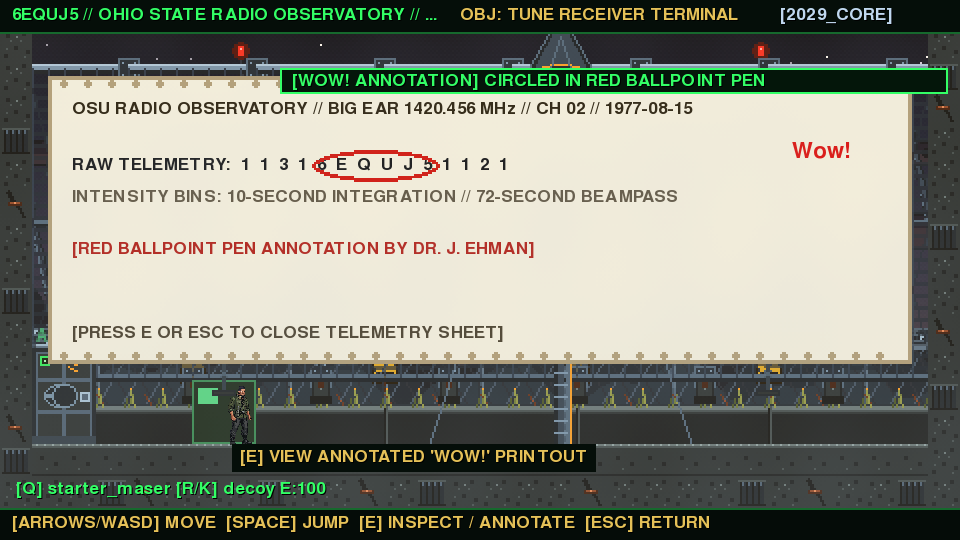 6EQUJ5 // OHIO STATE RADIO OBSERVATORY // ... OBJ: TUNE RECEIVER TERMINAL [2029_CORE]
[WOW! ANNOTATION] CIRCLED IN RED BALLPOINT PEN
OSU RADIO OBSERVATORY // BIG EAR 1420.456 MHz // CH 02 // 1977-08-15
Wow!
RAW TELEMETRY: 1 1 3 1 6 E Q U J 5 1 1 2 1
INTENSITY BINS: 10-SECOND INTEGRATION // 72-SECOND BEAMPASS
[RED BALLPOINT PEN ANNOTATION BY DR. J. EHMAN]
[PRESS E OR ESC TO CLOSE TELEMETRY SHEET]
[E] VIEW ANNOTATED 'WOW!' PRINTOUT
[Q] starter_maser [R/K] decoy E:100
[ARROWS/WASD] MOVE [SPACE] JUMP [E] INSPECT / ANNOTATE [ESC] RETURN